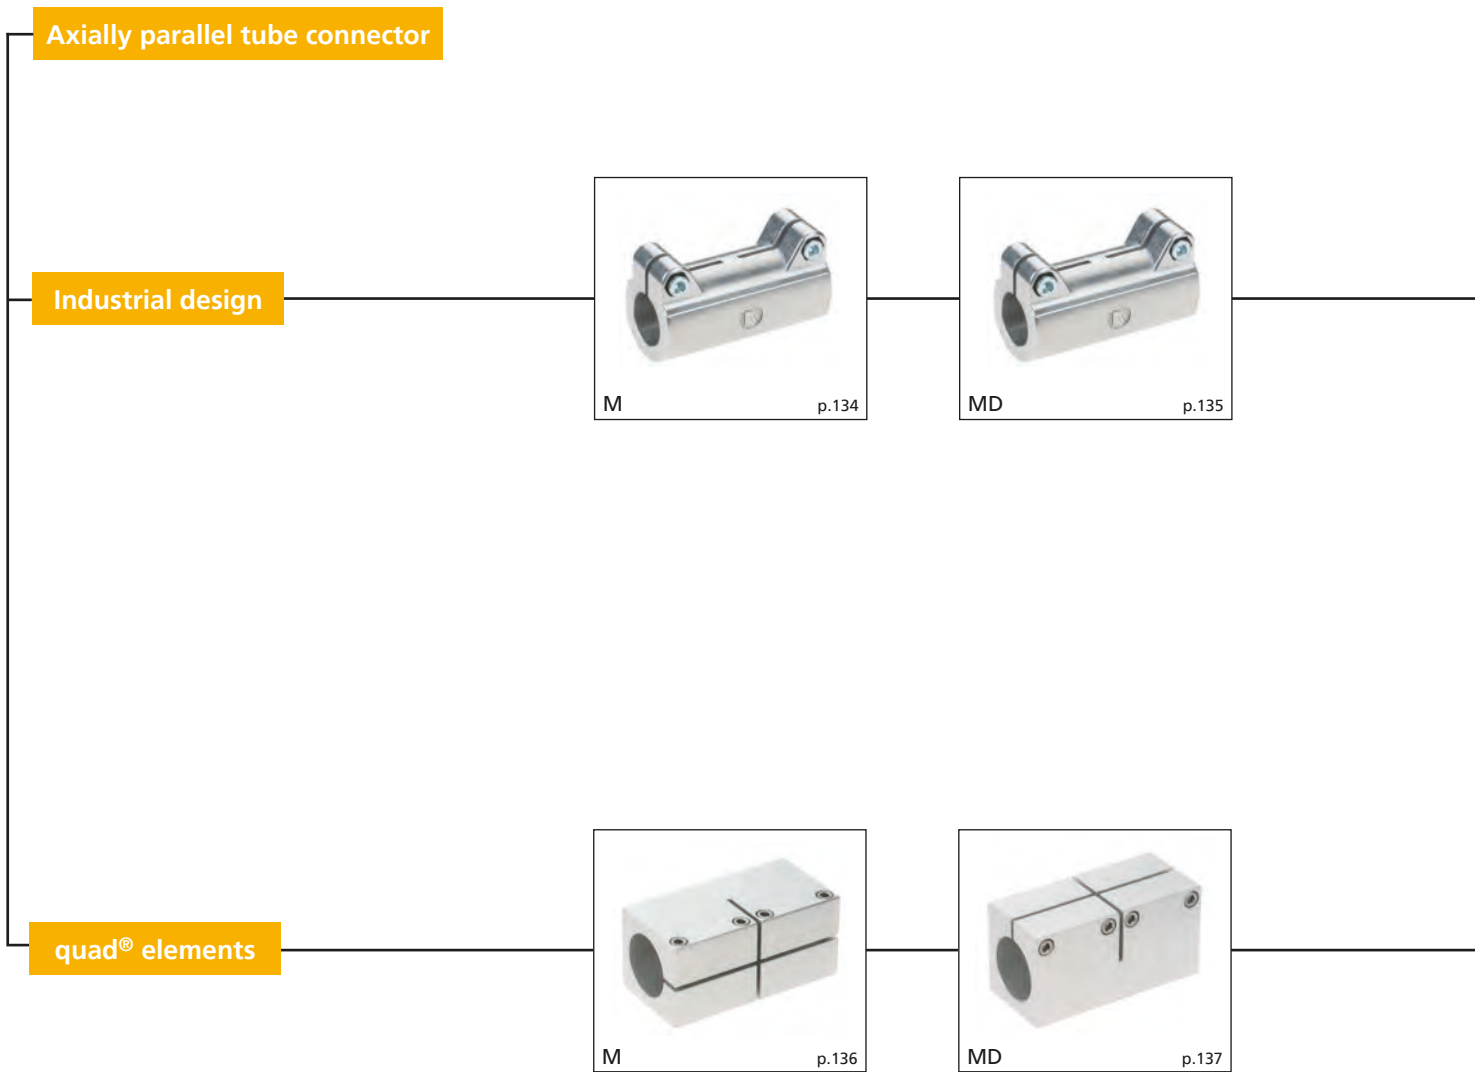 Axially parallel tube connector
Industrial design
M p.134
MD p.135
quad® elements
M p.136
MD p.137